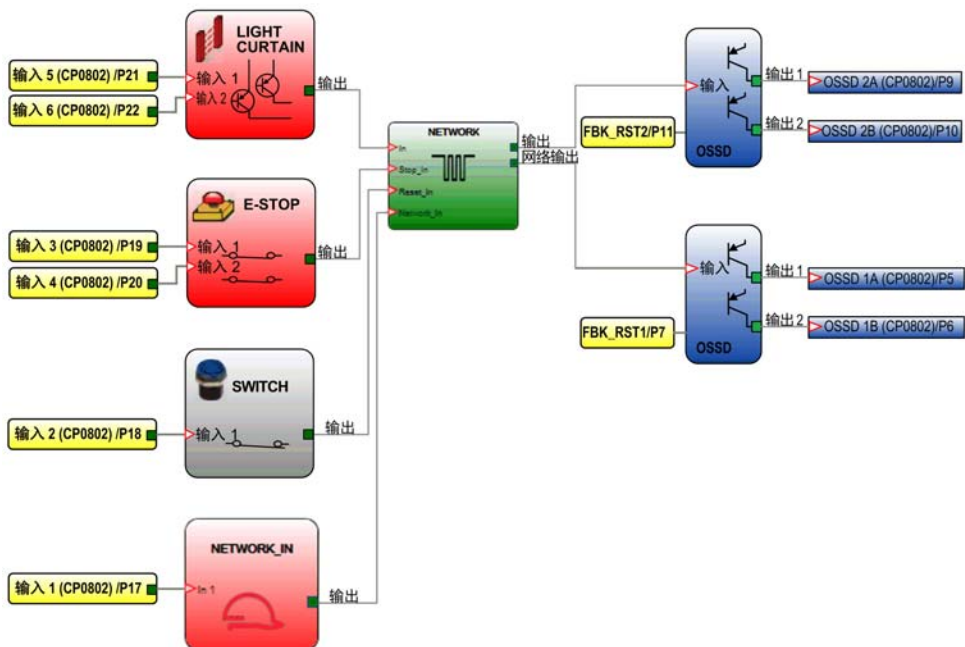 LIGHT
CURTAIN
输入 5 (CP0802) /P21
输入 6 (CP0802) /P22
输入 1
输入 2
输出
E-STOP
输入 3 (CP0802) /P19
输入 4 (CP0802) /P20
输入 1
输入 2
输出
SWITCH
输入 2 (CP0802) /P18
输入 1
输出
NETWORK_IN
输入 1 (CP0802) /P17
In 1
输出
NETWORK
In
Stop_In
Reset_In
Network_In
输出
网络输出
FBK_RST2/P11
输入
OSSD
输出1
输出2
OSSD 2A (CP0802)/P9
OSSD 2B (CP0802)/P10
FBK_RST1/P7
输入
OSSD
输出1
输出2
OSSD 1A (CP0802)/P5
OSSD 1B (CP0802)/P6